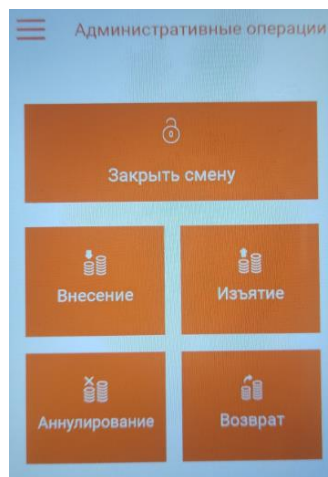 Административные операции
Закрыть смену
Внесение
Изъятие
Аннулирование
Возврат